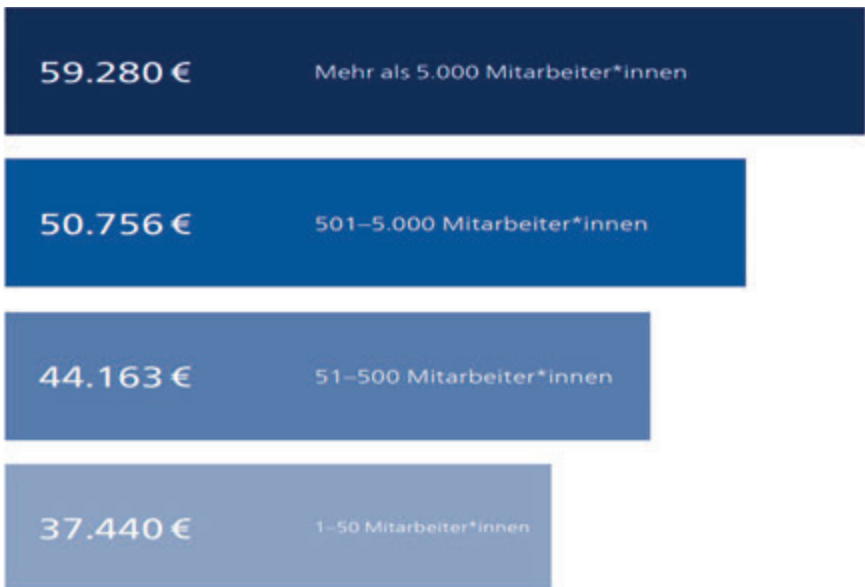 59.280 € Mehr als 5.000 Mitarbeiter*innen
50.756 € 501–5.000 Mitarbeiter*innen
44.163 € 51–500 Mitarbeiter*innen
37.440 € 1–50 Mitarbeiter*innen